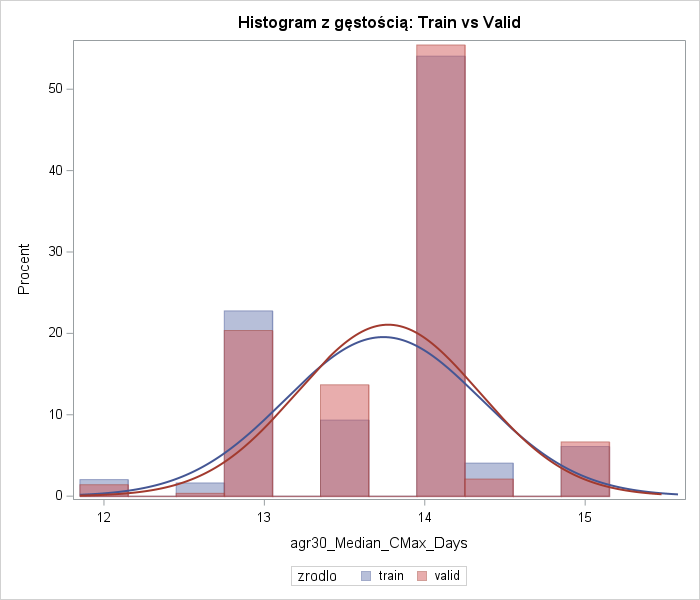 Histogram z gęstością: Train vs Valid
Procent
50
40
30
20
10
0
12 13 14 15
agr30_Median_CMax_Days
zrodlo train valid